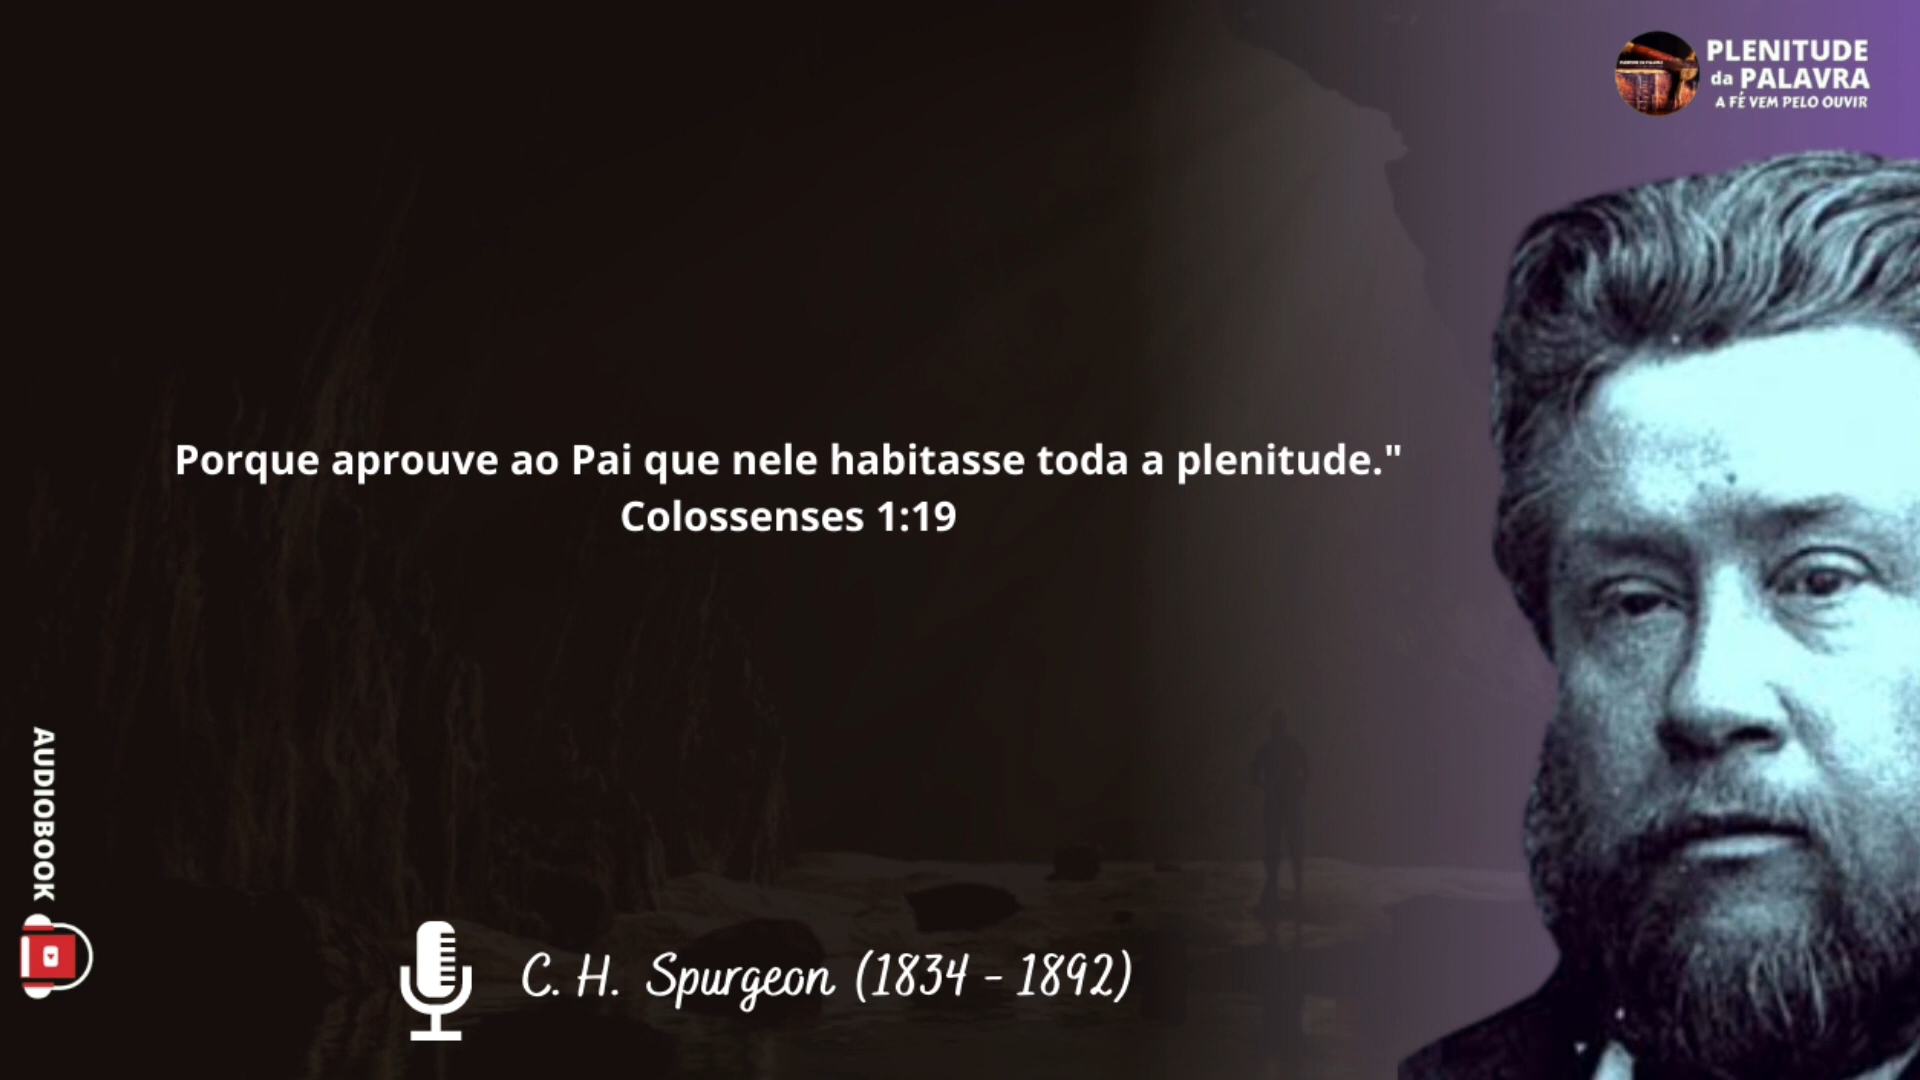 PLENITUDE
da PALAVRA
A FÉ VEM PELO OUVIR
Porque aprouve ao Pai que nele habitasse toda a plenitude."
Colossenses 1:19
AUDIOBOOK
C. H. Spurgeon (1834 - 1892)